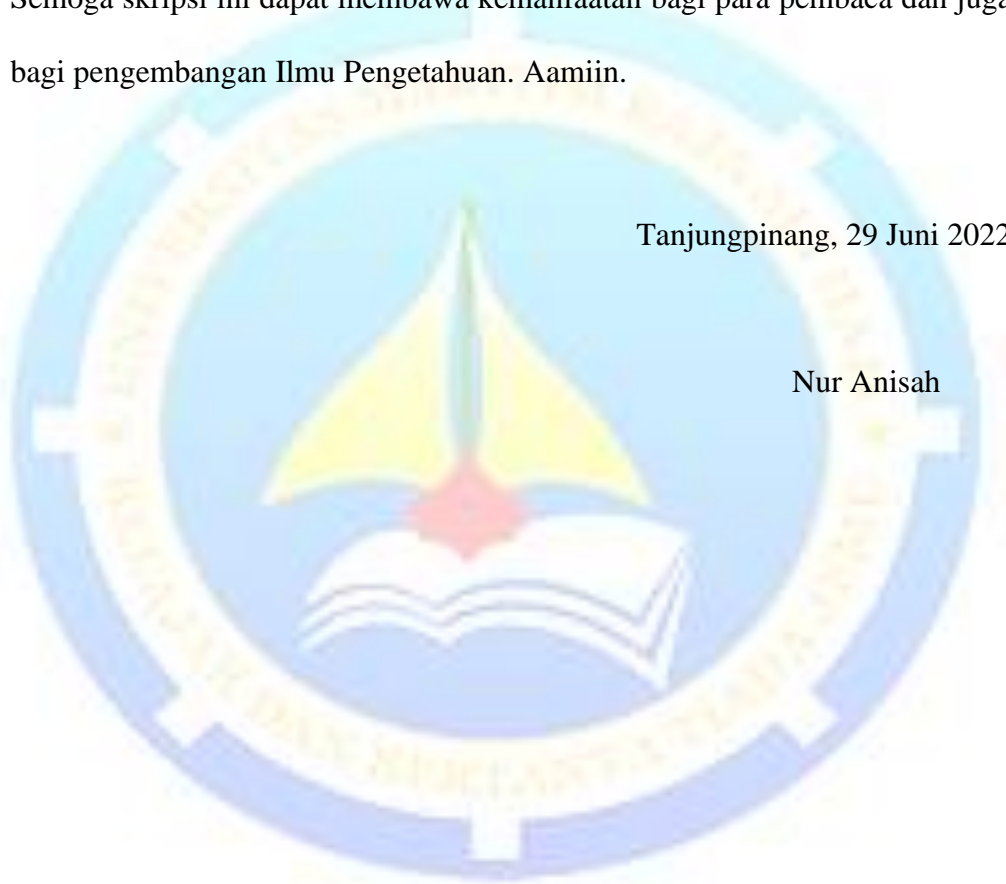 Semoga skripsi ini dapat membawa kemanfaatan bagi para pembaca dan juga
bagi pengembangan Ilmu Pengetahuan. Aamiin.
Tanjungpinang, 29 Juni 2022
Nur Anisah